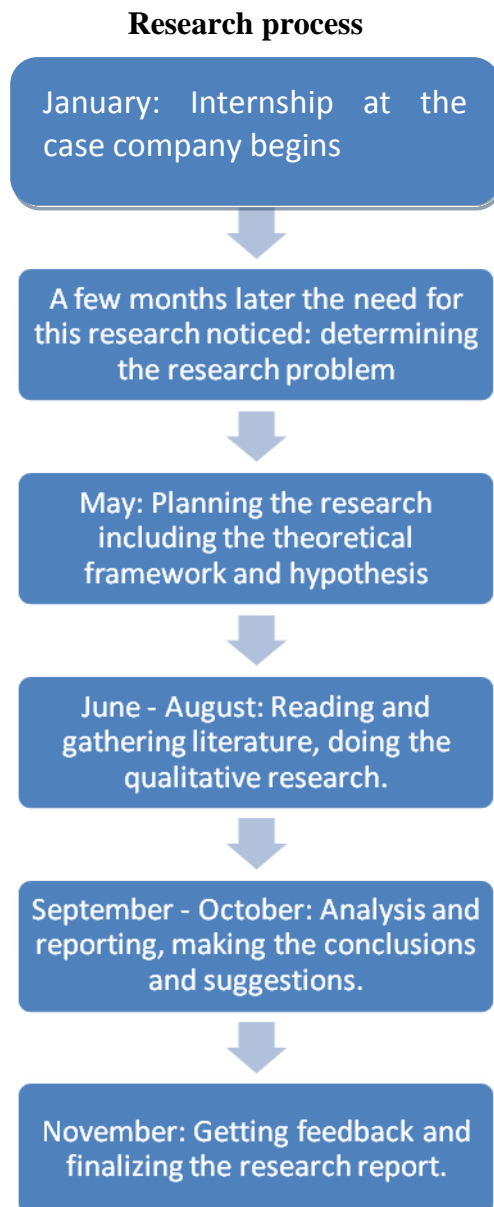 Research process
January: Internship at the
case company begins
A few months later the need for
this research noticed: determining
the research problem
May: Planning the research
including the theoretical
framework and hypothesis
June - August: Reading and
gathering literature, doing the
qualitative research.
September - October: Analysis and
reporting, making the conclusions
and suggestions.
November: Getting feedback and
finalizing the research report.